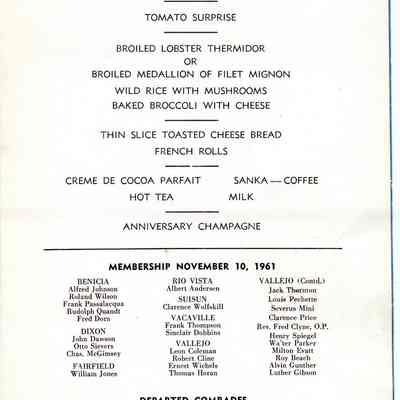 TOMATO SURPRISE
BROILED LOBSTER THERMIDOR
OR
BROILED MEDALLION OF FILET MIGNON
WILD RICE WITH MUSHROOMS
BAKED BROCCOLI WITH CHEESE
THIN SLICE TOASTED CHEESE BREAD
FRENCH ROLLS
CREME DE COCOA PARFAIT SANKA—COFFEE
HOT TEA MILK
ANNIVERSARY CHAMPAGNE
MEMBERSHIP NOVEMBER 10, 1961
BENICIA
Alfred Johnson
Roland Wilson
Frank Passalacqua
Rudolph Quandt
Fred Dorn
DIXON
John Dawson
Otto Sievers
Chas. McGimsey
FAIRFIELD
William Jones
RIO VISTA
Albert Andersen
SUISUN
Clarence Wolfskill
VACAVILLE
Frank Thompson
Sinclair Dobbins
VALLEJO
Leon Coleman
Robert Cline
Ernest Wichels
Thomas Horan
VALLEJO (Contd.)
Jack Thornton
Louis Pechette
Severus Mini
Clarence Price
Rev. Fred Clyne, O.P.
Henry Spiegel
Wa'ter Parker
Milton Evatt
Roy Beach
Alvin Gunther
Luther Gibson
DEPARTED COMRADES